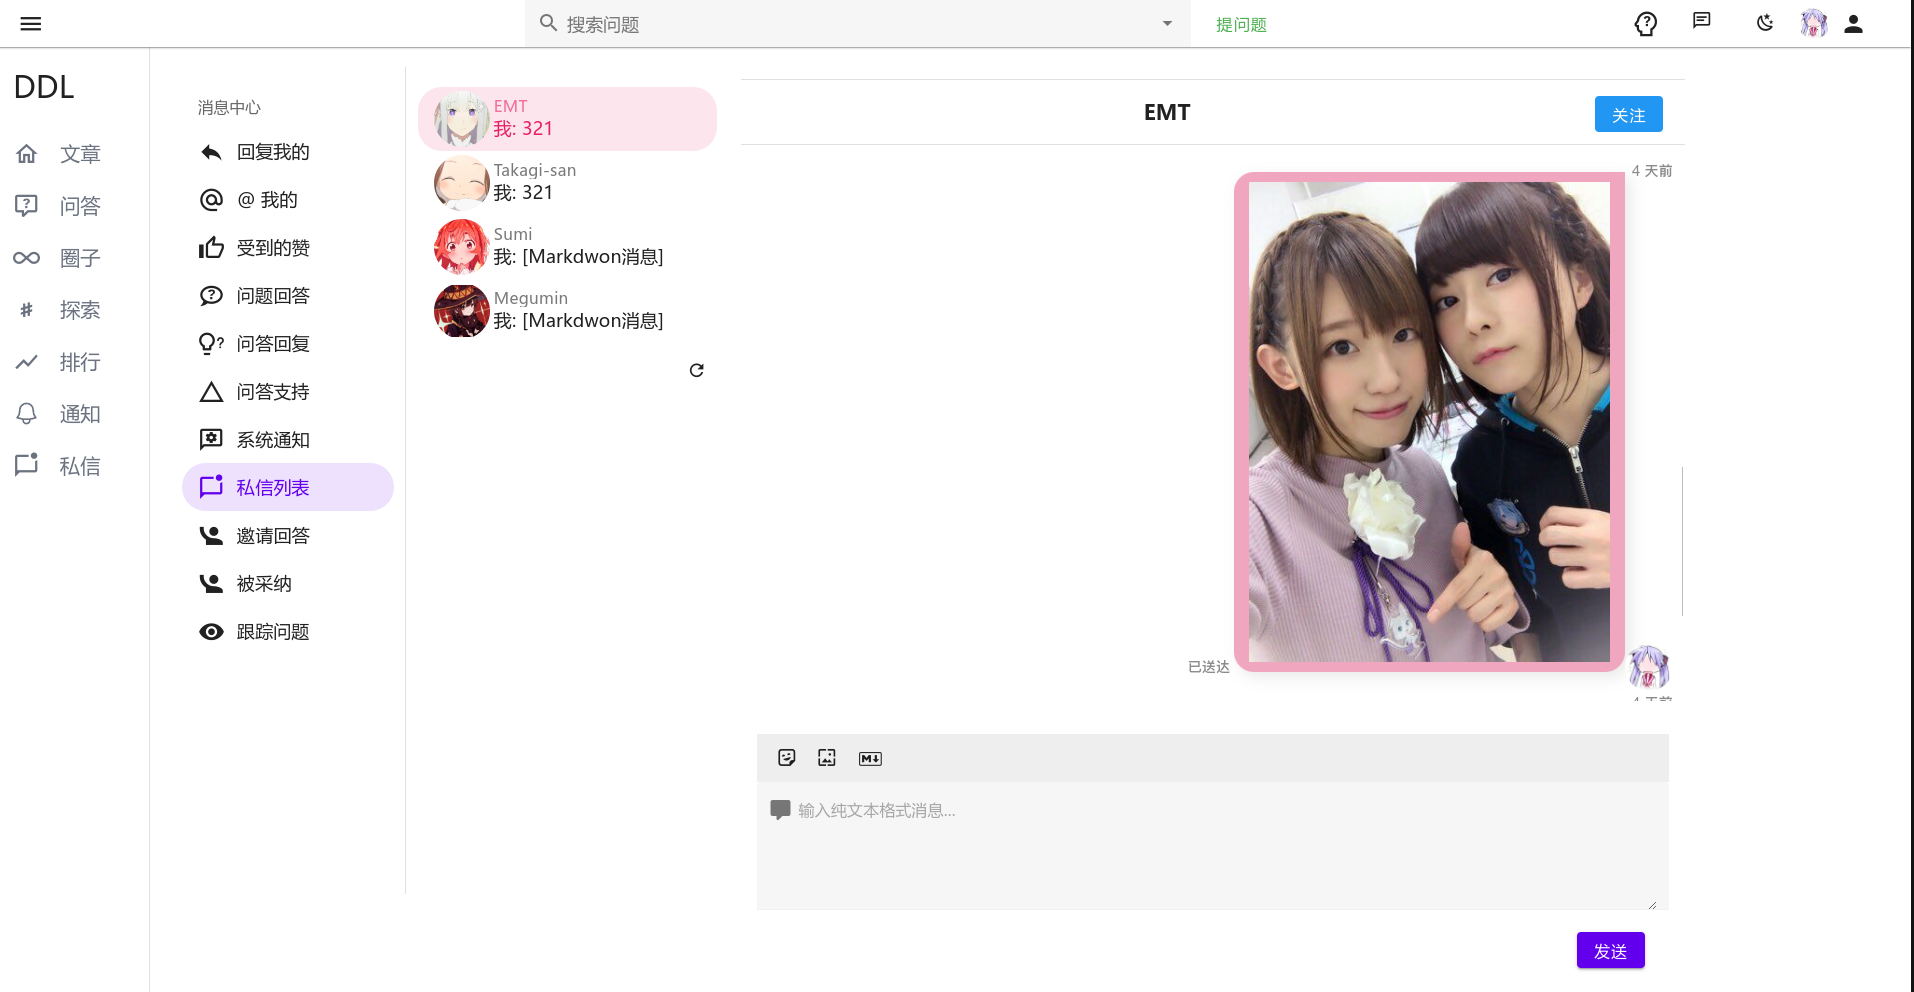 搜索问题
提问题
DDL
文章
问答
圈子
探索
排行
通知
私信
消息中心
回复我的
@ 我的
受到的赞
问题回答
问答回复
问答支持
系统通知
私信列表
邀请回答
被采纳
跟踪问题
EMT
我: 321
Takagi-san
我: 321
Sumi
我: [Markdwon消息]
Megumin
我: [Markdwon消息]
EMT
关注
4 天前
已送达
4 天前
M
输入纯文本格式消息...
发送